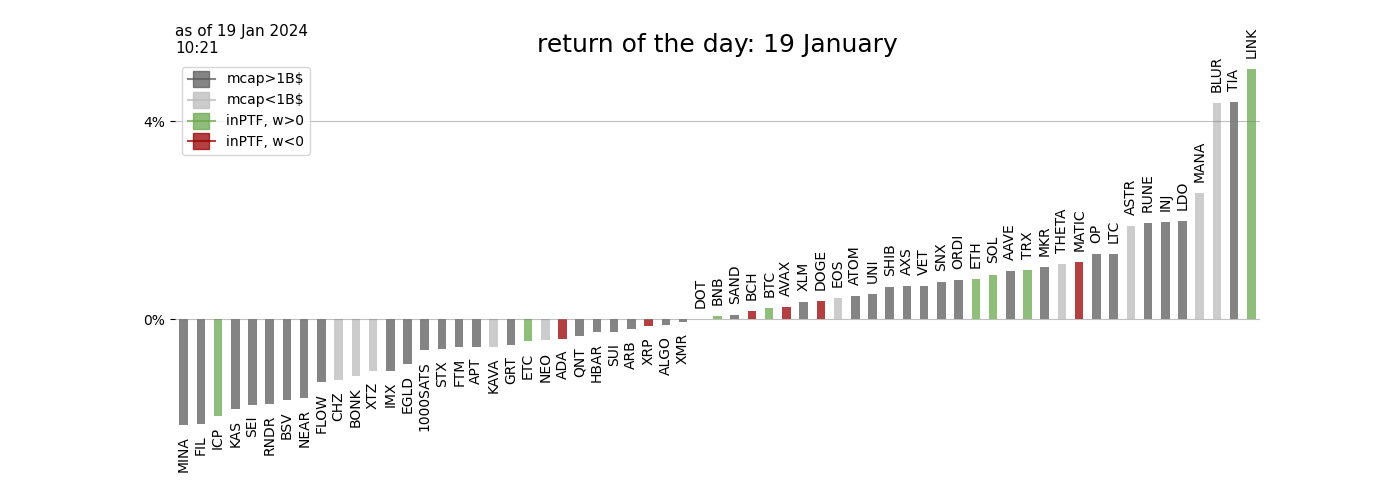 as of 19 Jan 2024
10:21
return of the day: 19 January
mcap>1B$
mcap<1B$
inPTF, w>0
inPTF, w<0
4%
0%
MINA
FIL
ICP
KAS
SEI
RNDR
BSV
NEAR
FLOW
CHZ
BONK
XTZ
IMX
EGLD
1000SATS
STX
FTM
APT
KAVA
GRT
ETC
NEO
ADA
QNT
HBAR
SUI
ARB
XRP
ALGO
XMR
DOT
BNB
SAND
BCH
BTC
AVAX
XLM
DOGE
EOS
ATOM
UNI
SHIB
AXS
VET
SNX
ORDI
ETH
SOL
AAVE
TRX
MKR
THETA
MATIC
OP
LTC
ASTR
RUNE
INJ
LDO
MANA
BLUR
TIA
LINK